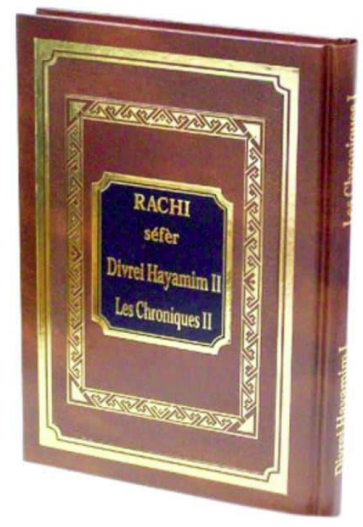 RACHI
séfèr
Divrei Hayamim II
Les Chroniques II
Les Chroniques I
Divrei Hayamim I